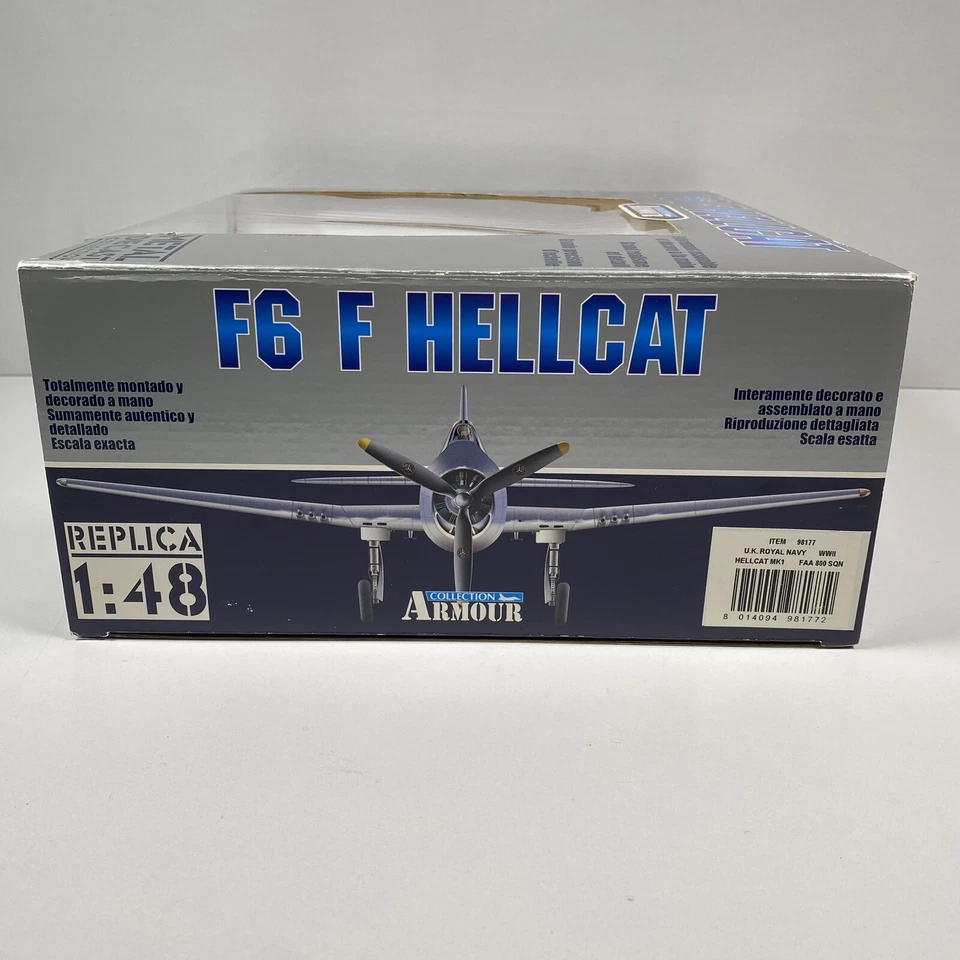 HELLCAT
F6 F HELLCAT
Totalmente montado y
decorado a mano
Sumamente autentico y
detallado
Escala exacta
Interamente decorato e
assemblato a mano
Riproduzione dettagliata
Scala esatta
REPLICA
1:48
COLLECTION
ARMOUR
ITEM 98177
U.K. ROYAL NAVY WWII
HELLCAT MK1 FAA 800 SQN
8 014094 981772